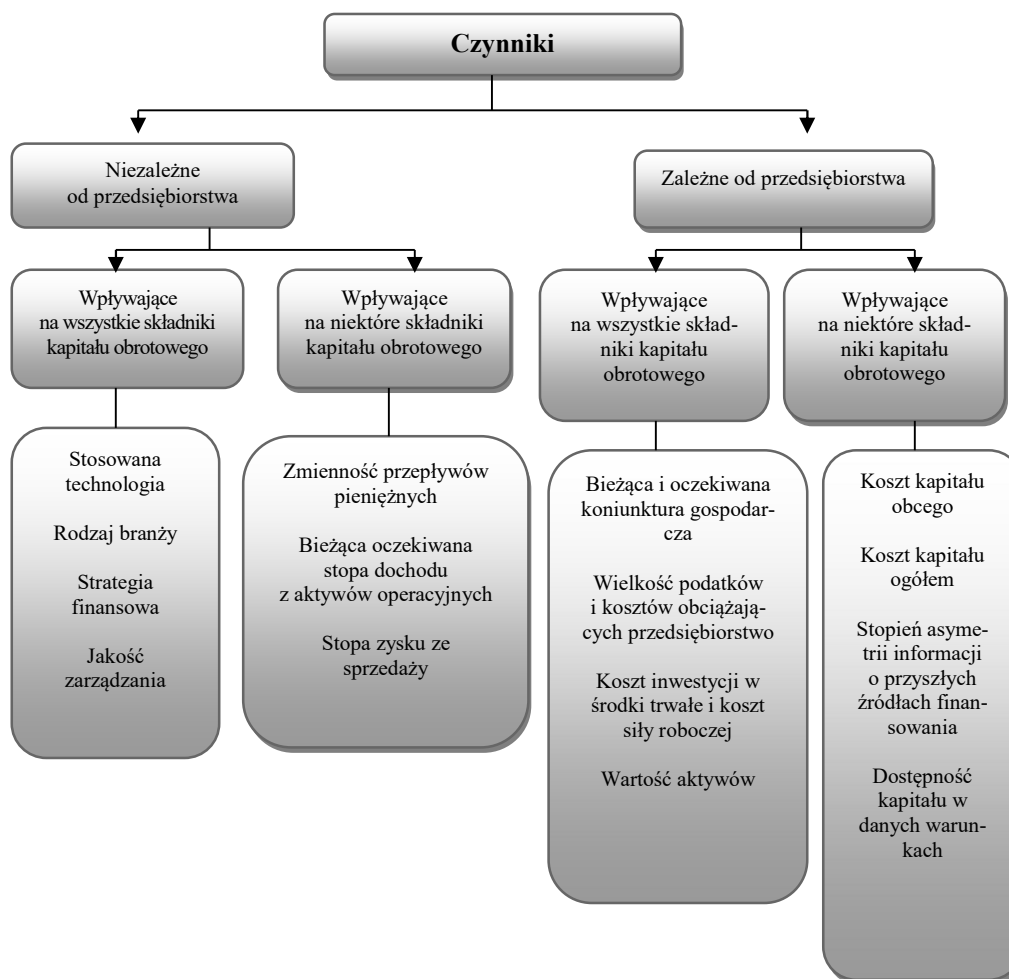 Czynniki
Niezależne
od przedsiębiorstwa
Zależne od przedsiębiorstwa
Wpływające
na wszystkie składniki
kapitału obrotowego
Wpływające
na niektóre składniki
kapitału obrotowego
Wpływające
na wszystkie skład-
niki kapitału
obrotowego
Wpływające
na niektóre skład-
niki kapitału
obrotowego
Stosowana
technologia
Rodzaj branży
Strategia
finansowa
Jakość
zarządzania
Zmienność przepływów
pieniężnych
Bieżąca oczekiwana
stopa dochodu
z aktywów operacyjnych
Stopa zysku ze
sprzedaży
Bieżąca i oczekiwana
koniunktura gospodar-
cza
Wielkość podatków
i kosztów obciążają-
cych przedsiębiorstwo
Koszt inwestycji w
środki trwałe i koszt
siły roboczej
Wartość aktywów
Koszt kapitału
obcego
Koszt kapitału
ogółem
Stopień asyme-
trii informacji
o przyszłych
źródłach finan-
sowania
Dostępność
kapitału w
danych warun-
kach